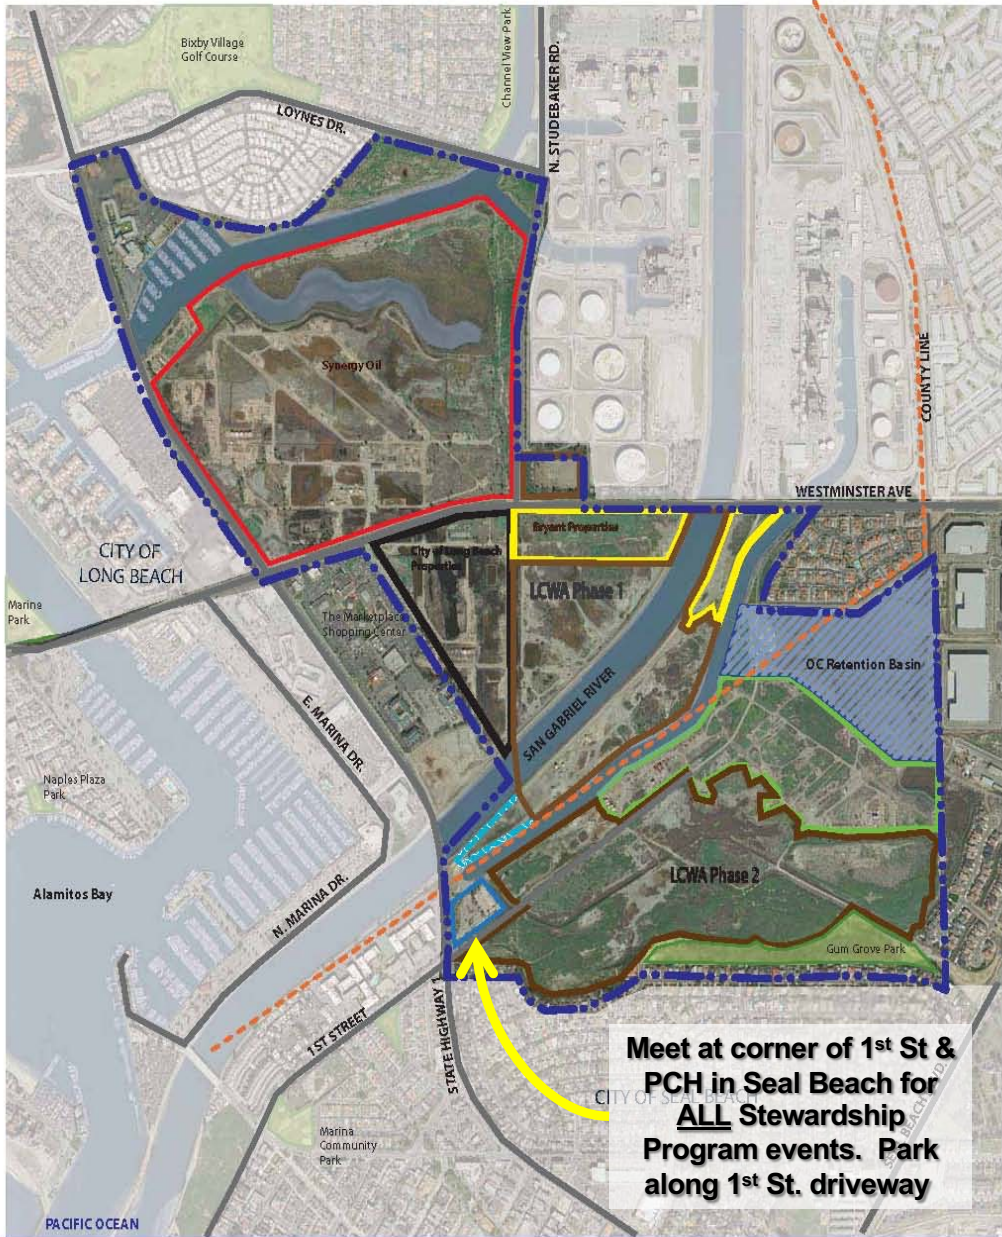 Bixby Village
Golf Course
Channel View Park
N. STUDEBAKER RD.
LOYNES DR.
COUNTY LINE
Synergy Oil
WESTMINSTER AVE
Bryant Properties
CITY OF
LONG BEACH
City of Long Beach
Properties
LCWA Phase 1
Marine
Park
The Marketplace
Shopping Center
OC Retention Basin
SAN GABRIEL RIVER
E. MARINA DR.
Naples Plaza
Park
LCWA Phase 2
Alamitos Bay
N. MARINA DR.
Gum Grove Park
1ST STREET
STATE HIGHWAY 1
Meet at corner of 1st St &
PCH in Seal Beach for
CITY OF SEAL BEACH
ALL Stewardship
Program events. Park
along 1st St. driveway
Marina
Community
Park
PACIFIC OCEAN